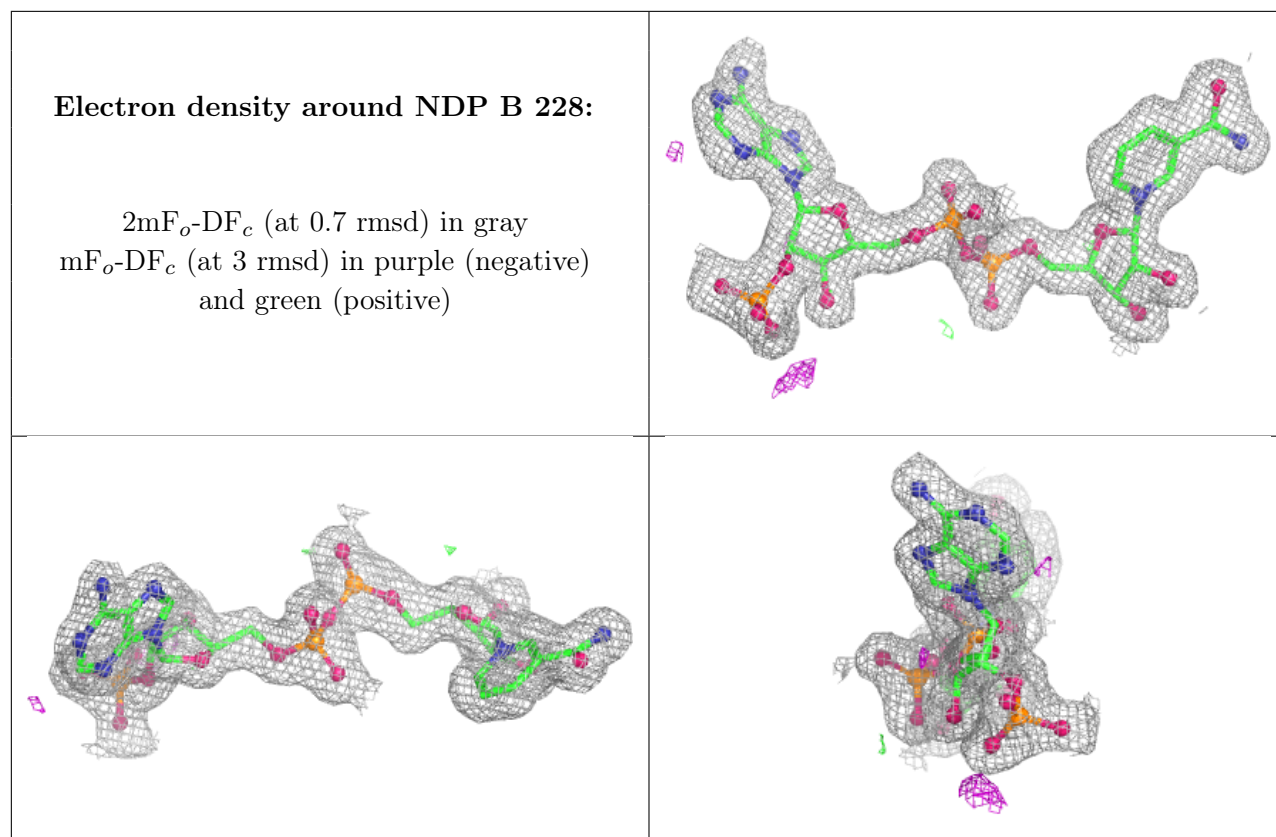 Electron density around NDP B 228:
2mFₒ-DF𝒸 (at 0.7 rmsd) in gray
mFₒ-DF𝒸 (at 3 rmsd) in purple (negative)
and green (positive)